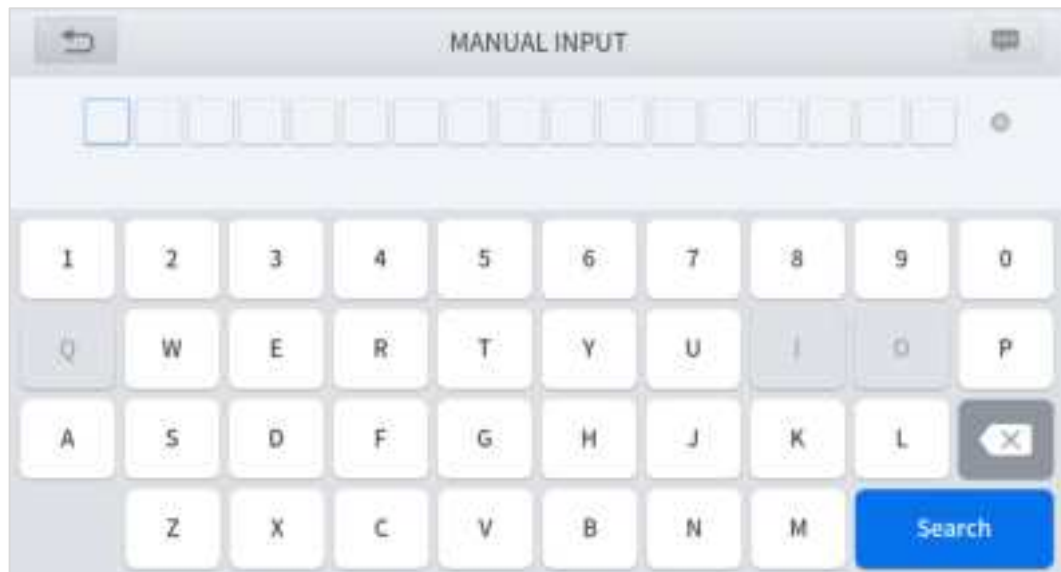 MANUAL INPUT
1 2 3 4 5 6 7 8 9 0
Q W E R T Y U I O P
A S D F G H J K L
Z X C V B N M Search